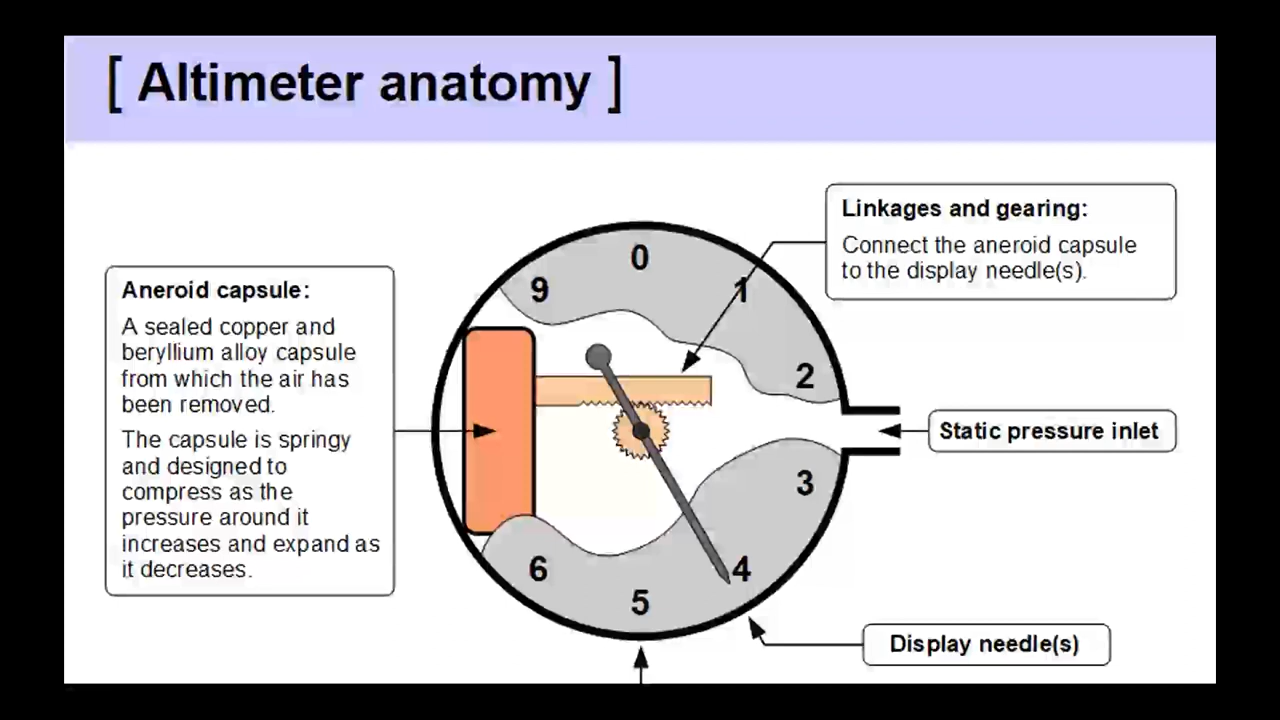 [ Altimeter anatomy ]
Linkages and gearing:
Connect the aneroid capsule
to the display needle(s).
Aneroid capsule:
A sealed copper and
beryllium alloy capsule
from which the air has
been removed.
The capsule is springy
and designed to
compress as the
pressure around it
increases and expand as
it decreases.
0
9
1
2
Static pressure inlet
3
6
4
5
Display needle(s)